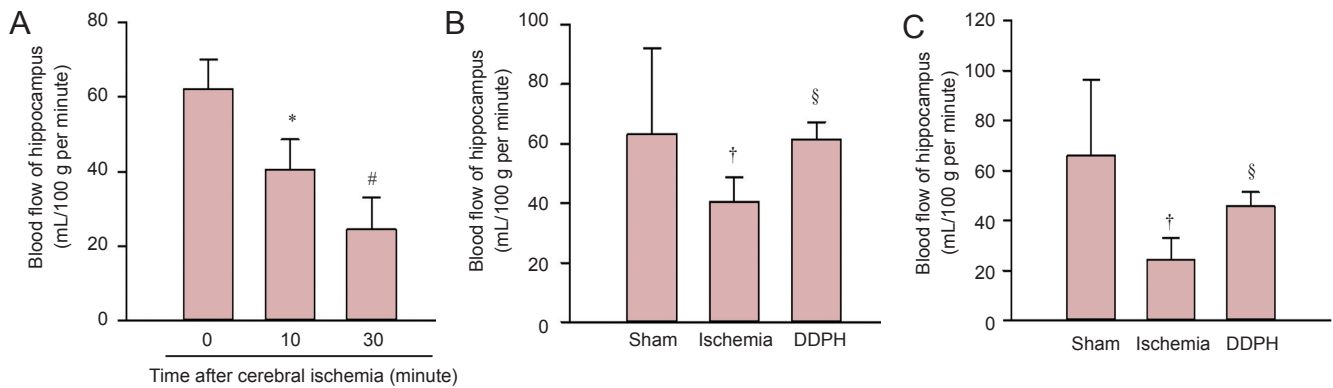 A
Blood flow of hippocampus
(mL/100 g per minute)
80
60
40
20
0
*
#
0 10 30
Time after cerebral ischemia (minute)
B
Blood flow of hippocampus
(mL/100 g per minute)
100
80
60
40
20
0
†
§
Sham Ischemia DDPH
C
Blood flow of hippocampus
(mL/100 g per minute)
120
100
80
60
40
20
0
†
§
Sham Ischemia DDPH